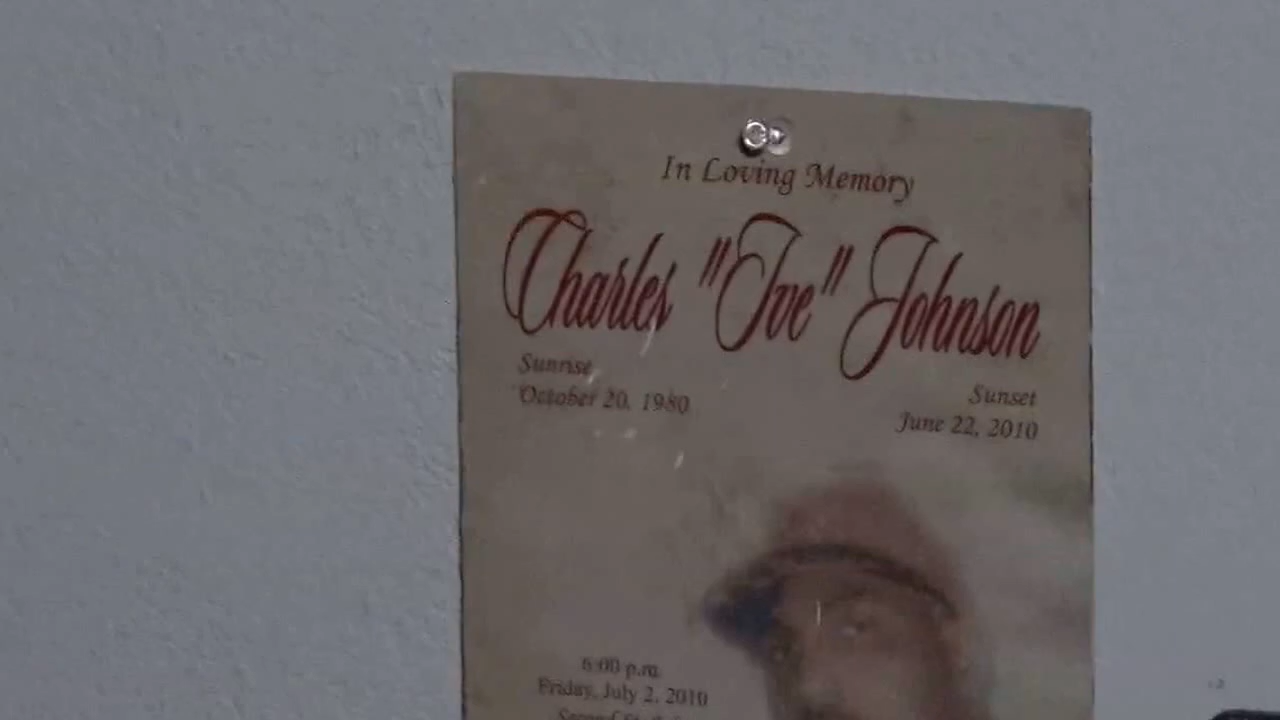 In Loving Memory
Charles "Ive" Johnson
Sunrise
October 20, 1980
Sunset
June 22, 2010
6:00 p.m.
Friday, July 2, 2010
Second